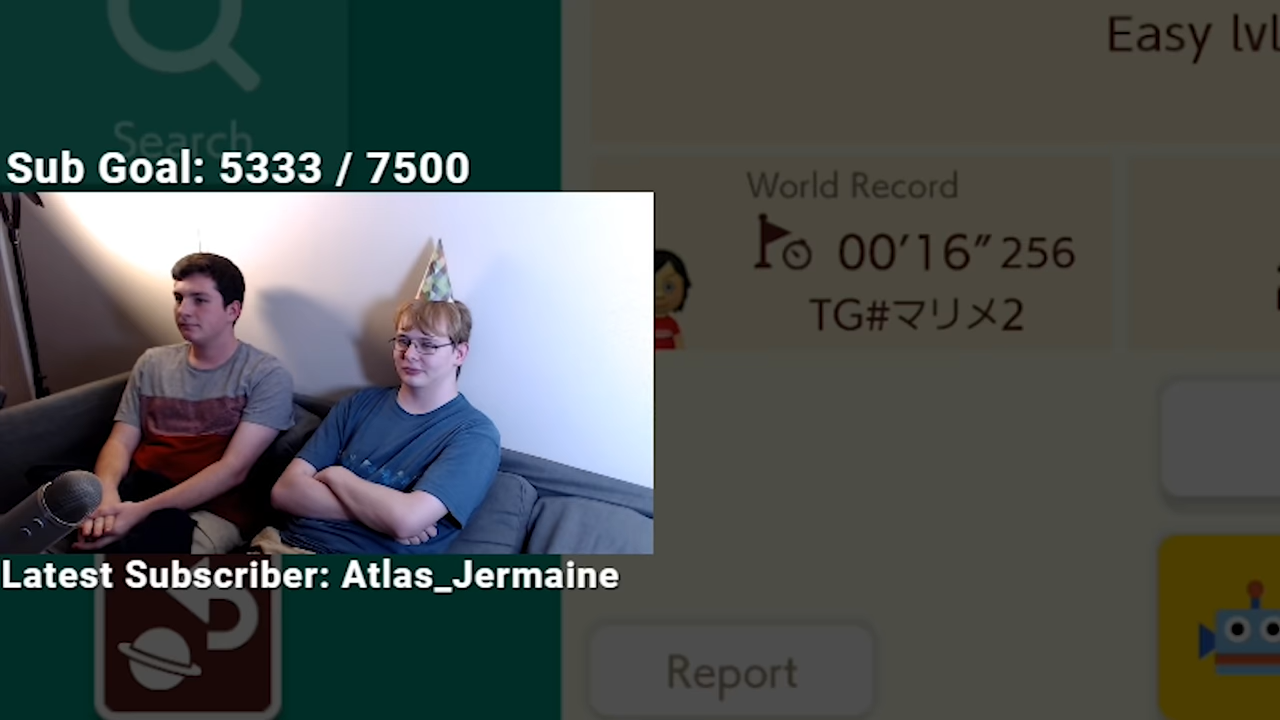 Easy lvl
Search
Sub Goal: 5333 / 7500
World Record
00'16"256
TG#マリメ2
Latest Subscriber: Atlas_Jermaine
Report